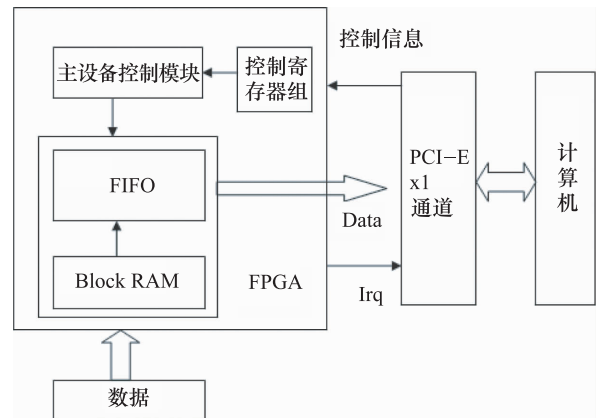 控制信息
主设备控制模块
控制寄
存器组
FIFO
Block RAM
FPGA
Data
Irq
PCI-E
x1
通道
计
算
机
数据